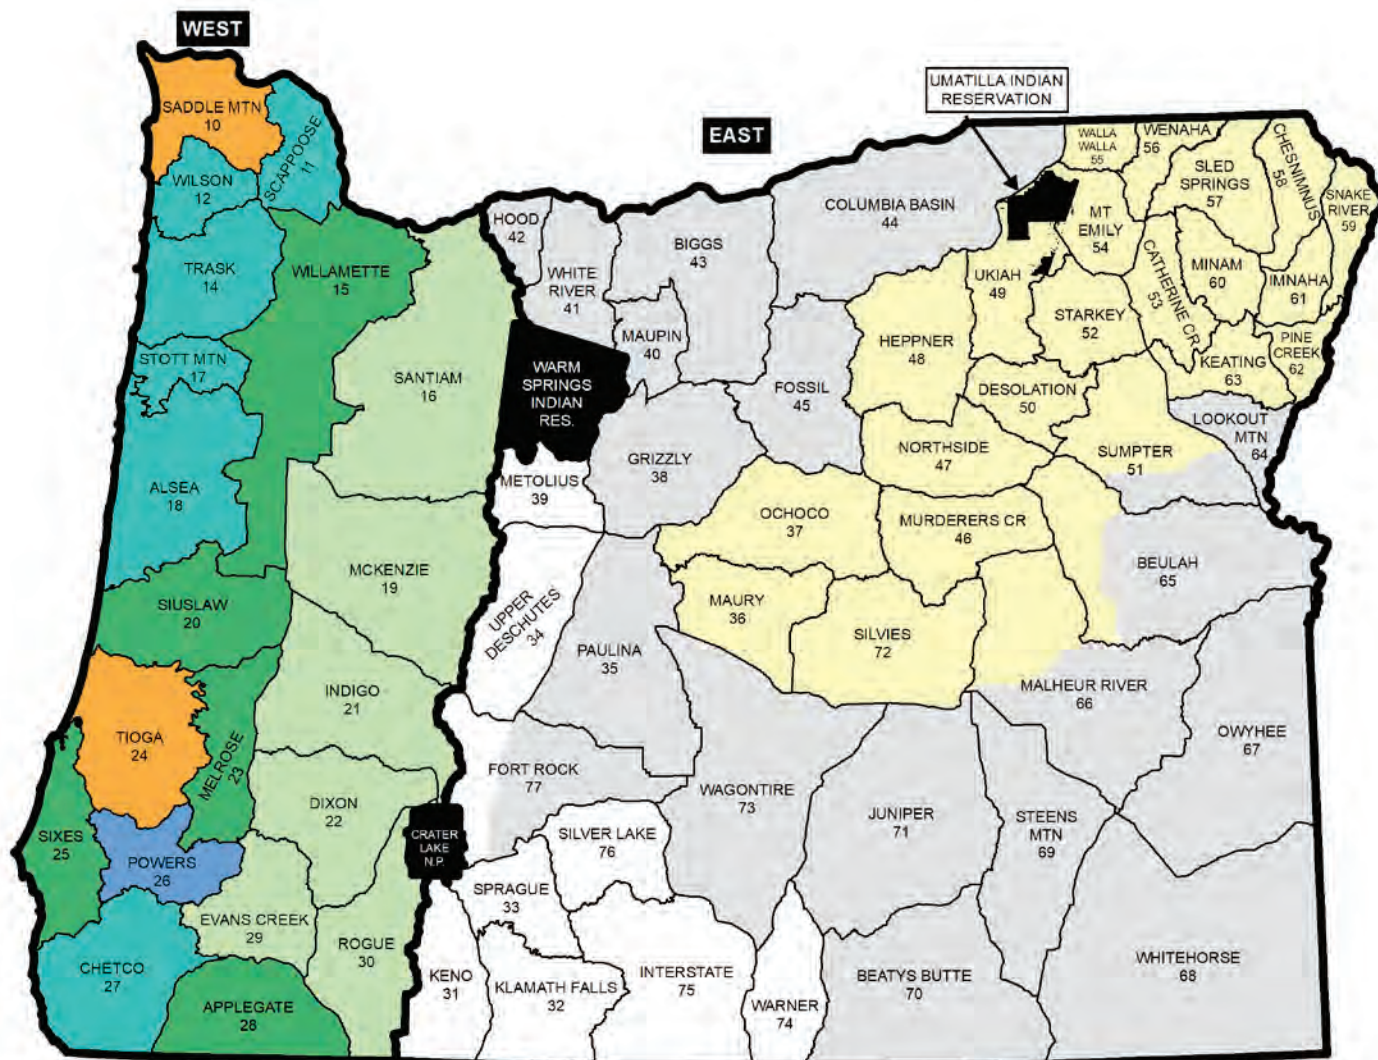 WEST
EAST
UMATILLA INDIAN
RESERVATION
SADDLE MTN
10
SCAPPOOSE
11
WILSON
12
TRASK
14
WILLAMETTE
15
SANTIAM
16
STOTT MTN
17
ALSEA
18
MCKENZIE
19
SIUSLAW
20
INDIGO
21
DIXON
22
MELROSE
23
TIOGA
24
SIXES
25
POWERS
26
CHETCO
27
APPLEGATE
28
EVANS CREEK
29
ROGUE
30
CRATER
LAKE
N.P.
KENO
31
KLAMATH FALLS
32
SPRAGUE
33
UPPER
DESCHUTES
34
PAULINA
35
MAURY
36
OCHOCO
37
GRIZZLY
38
METOLIUS
39
WARM
SPRINGS
INDIAN
RES.
MAUPIN
40
WHITE
RIVER
41
HOOD
42
BIGGS
43
COLUMBIA BASIN
44
FOSSIL
45
MURDERERS CR
46
NORTHSIDE
47
HEPPNER
48
UKIAH
49
DESOLATION
50
SUMPTER
51
STARKEY
52
CATHERINE CR
53
MT
EMILY
54
WALLA
WALLA
55
WENAHA
56
SLED
SPRINGS
57
CHESNIMNUS
58
SNAKE
RIVER
59
MINAM
60
IMNAHA
61
PINE
CREEK
62
KEATING
63
LOOKOUT
MTN
64
BEULAH
65
MALHEUR RIVER
66
OWYHEE
67
WHITEHORSE
68
STEENS
MTN
69
BEATYS BUTTE
70
JUNIPER
71
SILVIES
72
WAGONTIRE
73
WARNER
74
INTERSTATE
75
SILVER LAKE
76
FORT ROCK
77